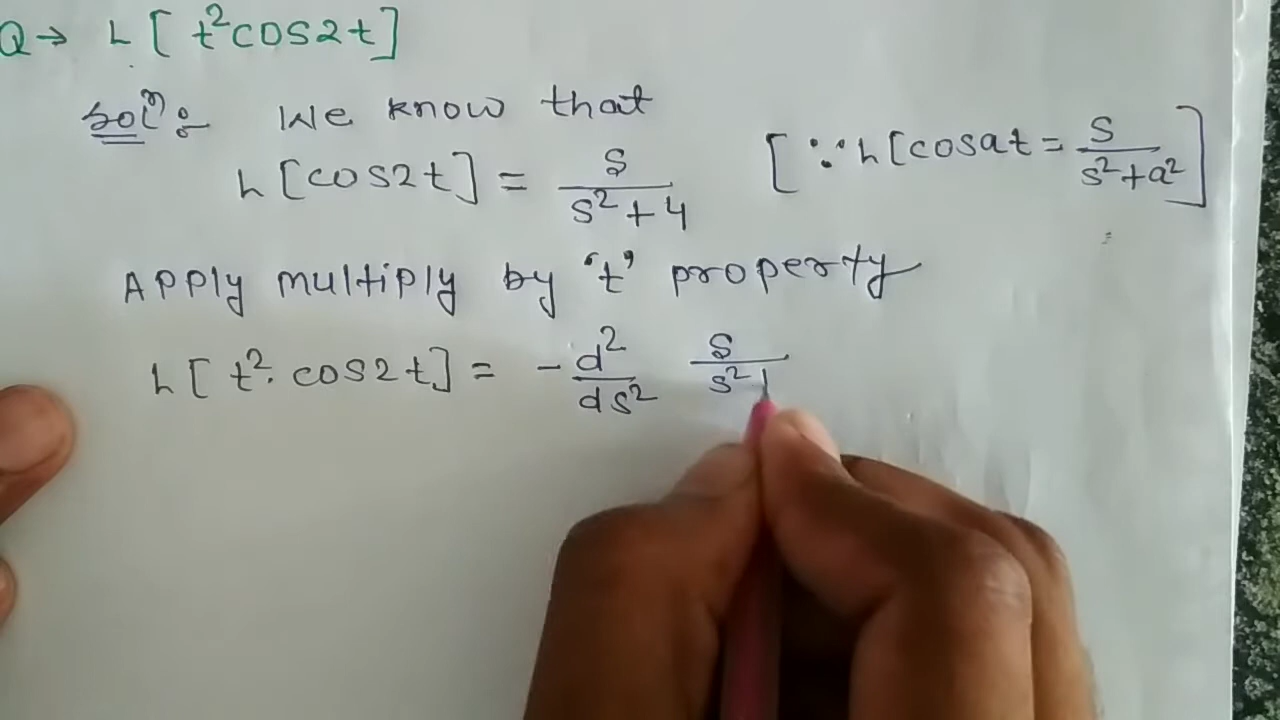 Q → L[t²cos2t]
Solⁿ: We know that
L[cos2t] = s/(s²+4) [∵ L[cosat = s/(s²+a²)]
Apply multiply by 't' property
L[t². cos2t] = -d²/ds² s/s²